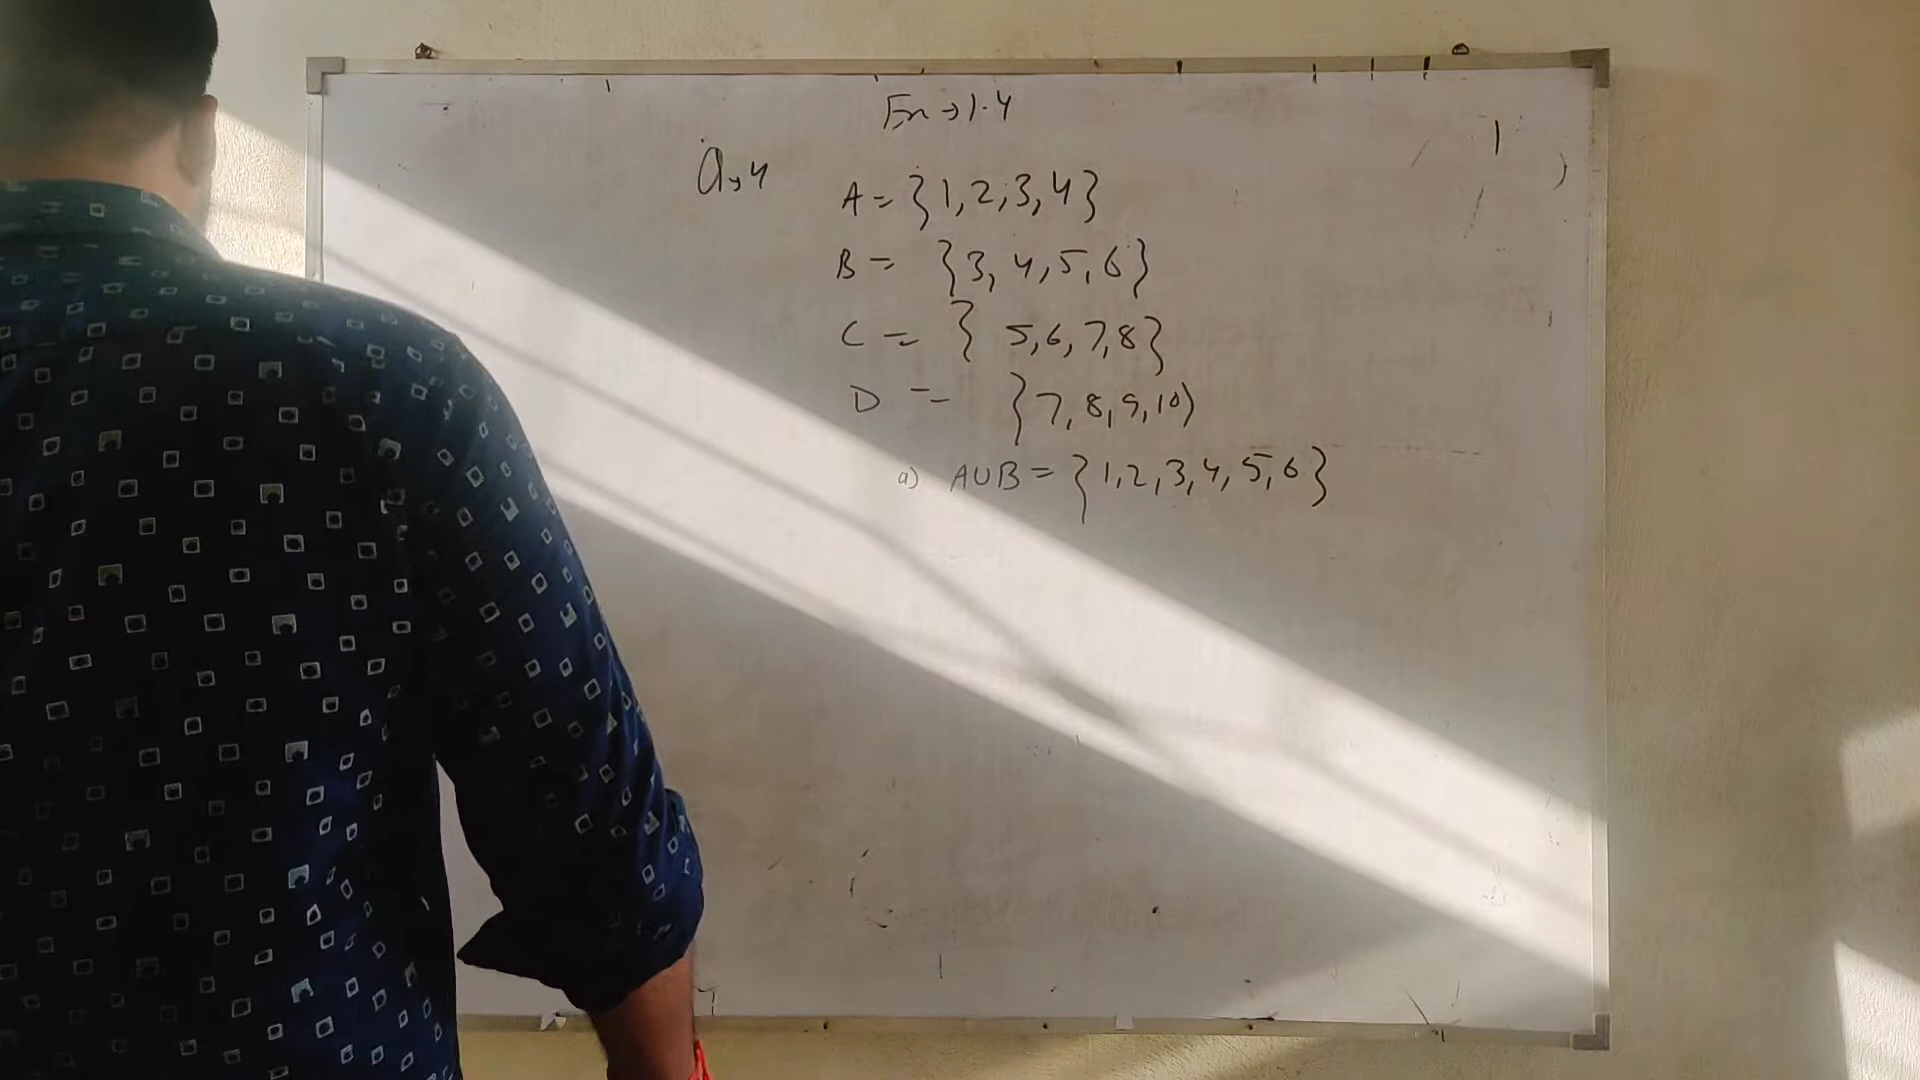 Ex → 1.4
Q → 4
A = {1, 2, 3, 4}
B = {3, 4, 5, 6}
C = { 5, 6, 7, 8}
D = {7, 8, 9, 10}
a) A∪B = {1, 2, 3, 4, 5, 6}